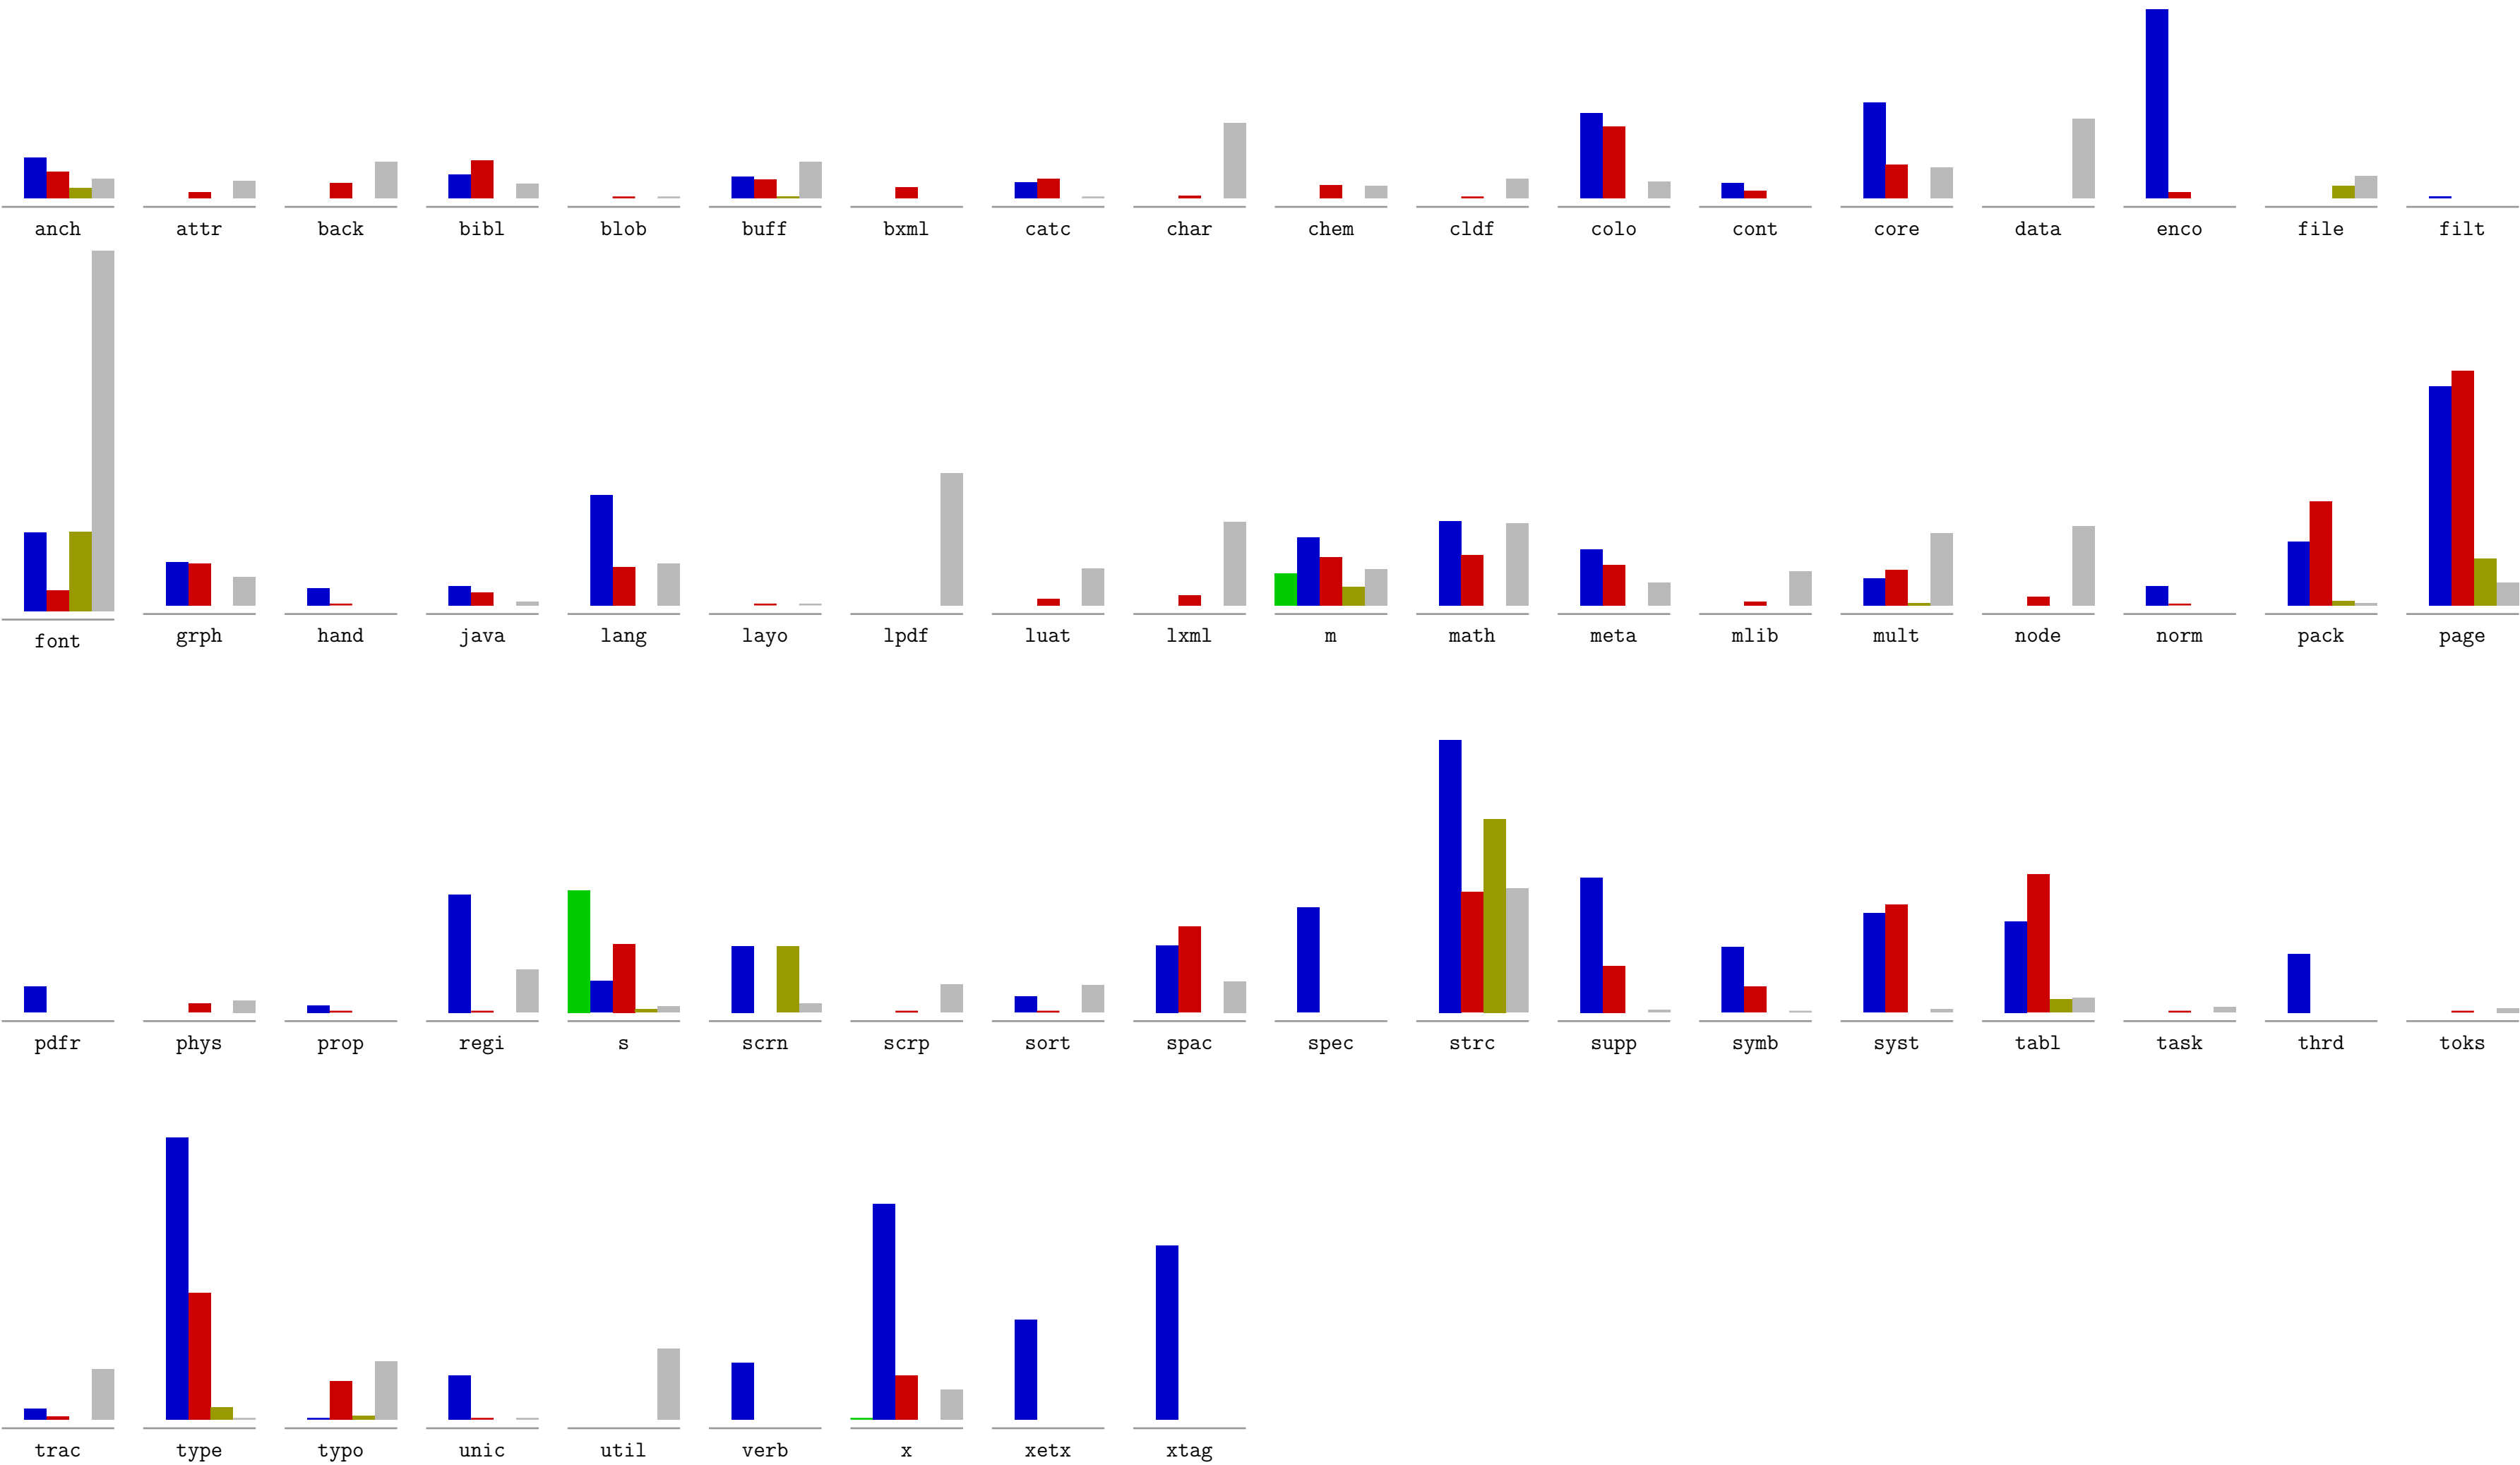 anch attr back bibl blob buff bxml catc char chem cldf colo cont core data enco file filt
font grph hand java lang layo lpdf luat lxml m math meta mlib mult node norm pack page
pdfr phys prop regi s scrn scrp sort spac spec strc supp symb syst tabl task thrd toks
trac type typo unic util verb x xetx xtag